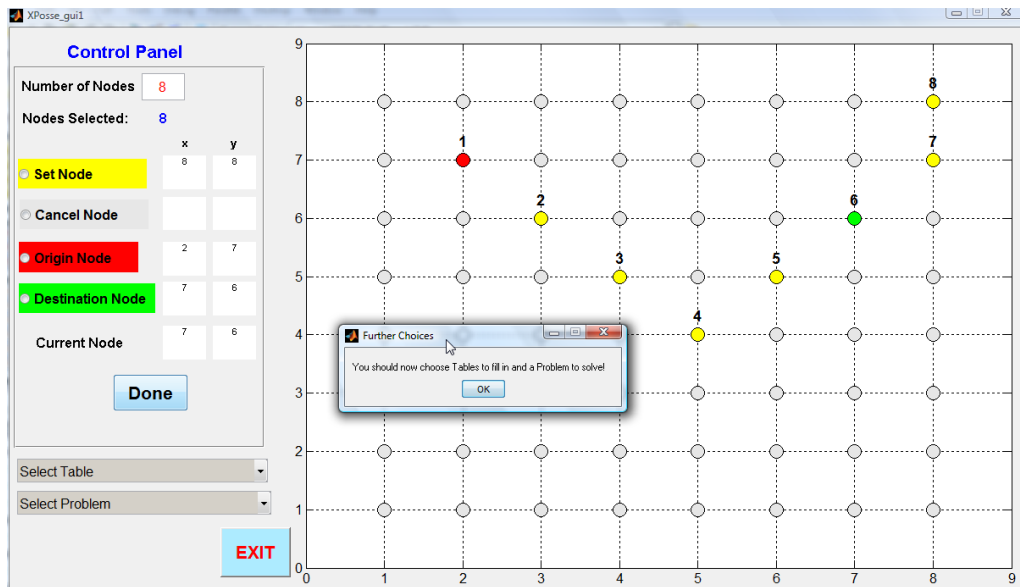 XPosse_gui1
Control Panel
Number of Nodes 8
Nodes Selected: 8
x y
Set Node 8 8
Cancel Node
Origin Node 2 7
Destination Node 7 6
Current Node 7 6
Done
Select Table
Select Problem
EXIT
9
8
7
6
5
4
3
2
1
0
0 1 2 3 4 5 6 7 8 9
8
1 7
2 6
3 5
4
Further Choices
You should now choose Tables to fill in and a Problem to solve!
OK